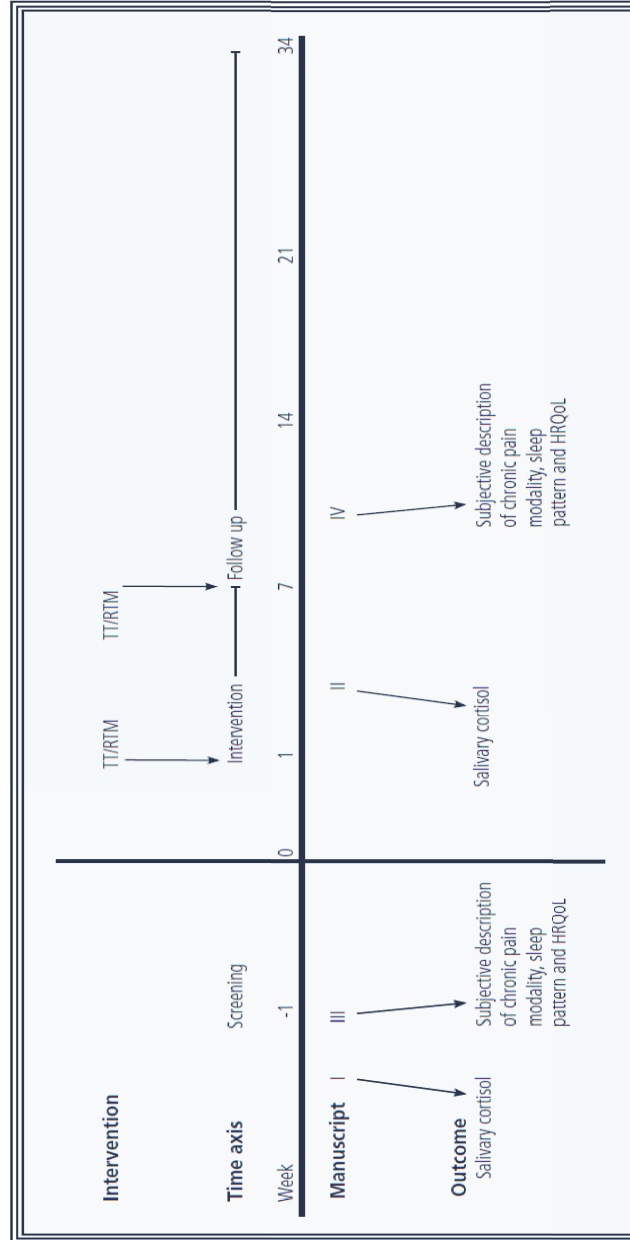 Intervention
TT/RTM
TT/RTM
Time axis
Screening
Intervention
Follow up
Week
-1
0
1
7
14
21
34
Manuscript
I
III
II
IV
Outcome
Salivary cortisol
Subjective description
of chronic pain
modality, sleep
pattern and HRQoL
Salivary cortisol
Subjective description
of chronic pain
modality, sleep
pattern and HRQoL